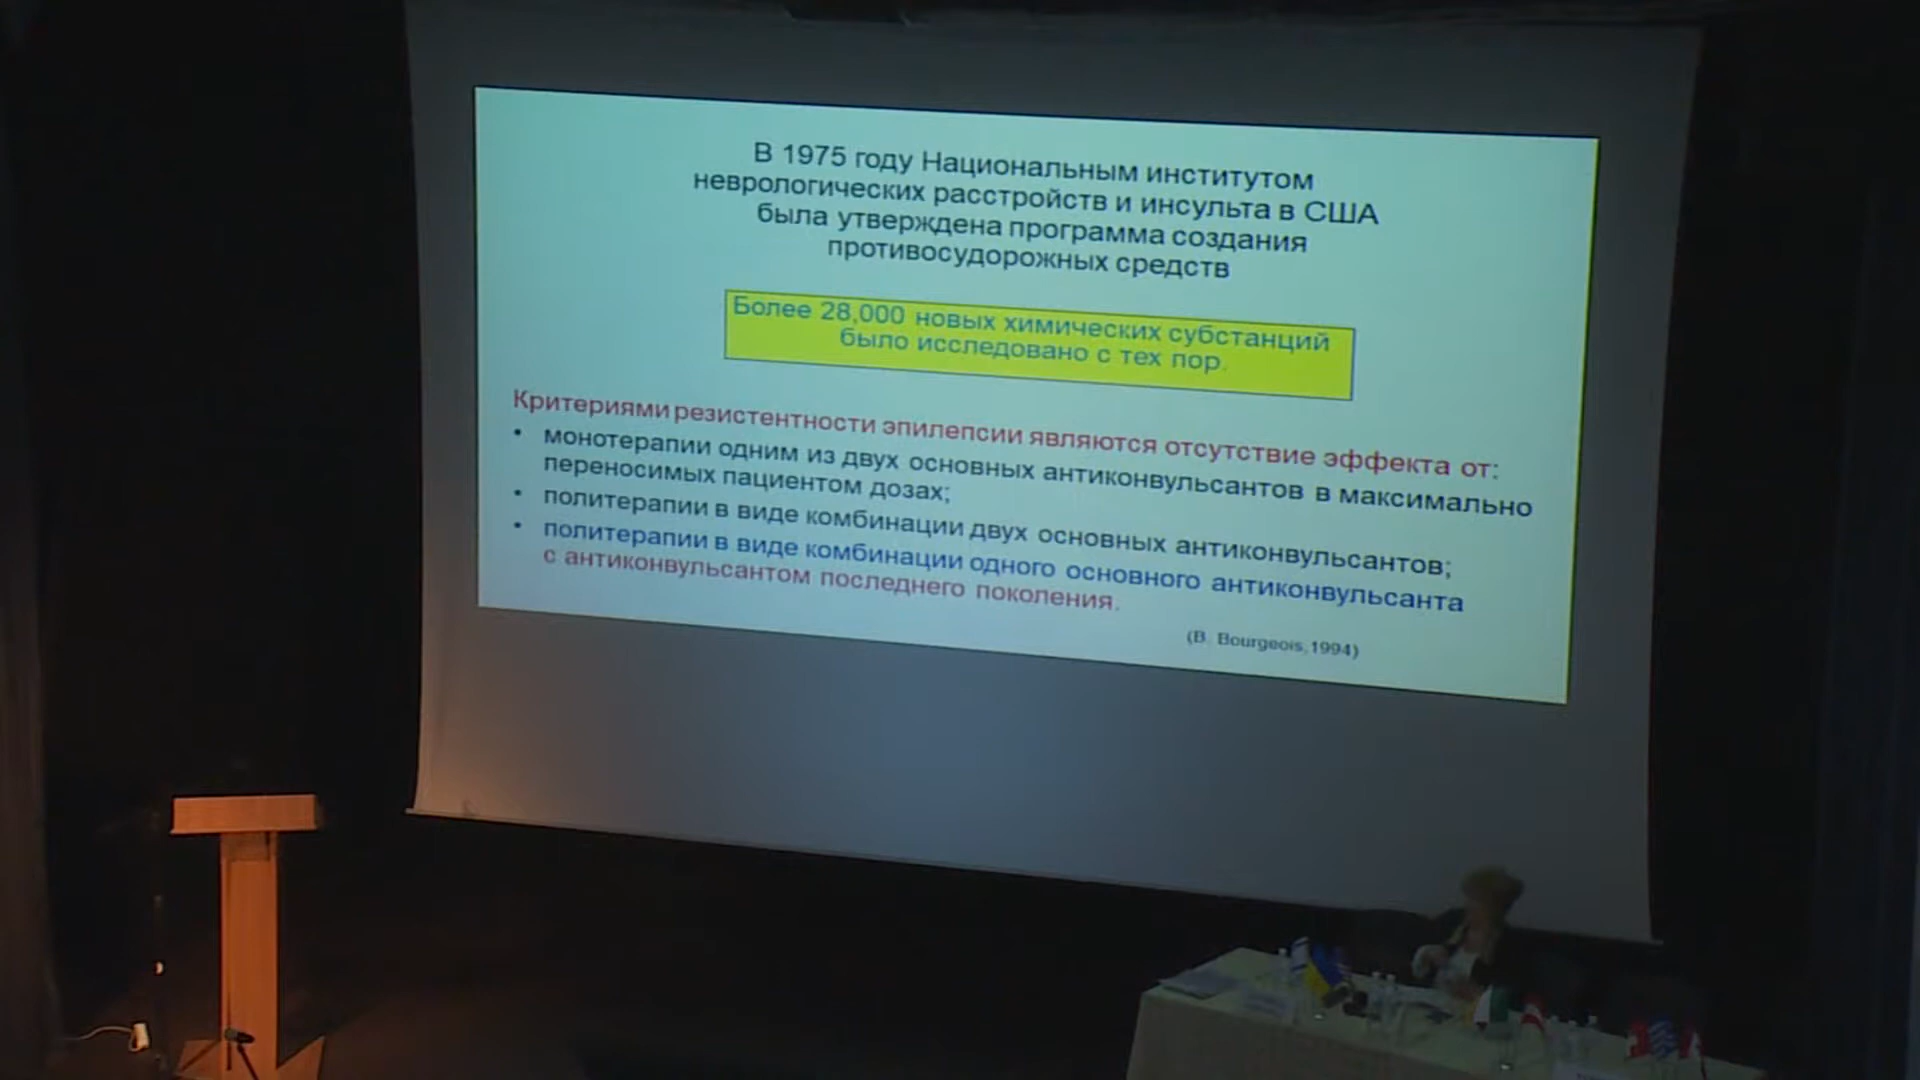 В 1975 году Национальным институтом
неврологических расстройств и инсульта в США
была утверждена программа создания
противосудорожных средств
Более 28,000 новых химических субстанций
было исследовано с тех пор.
Критериями резистентности эпилепсии являются отсутствие эффекта от:
• монотерапии одним из двух основных антиконвульсантов в максимально
переносимых пациентом дозах;
• политерапии в виде комбинации двух основных антиконвульсантов;
• политерапии в виде комбинации одного основного антиконвульсанта
с антиконвульсантом последнего поколения.
(B. Bourgeois,1994)